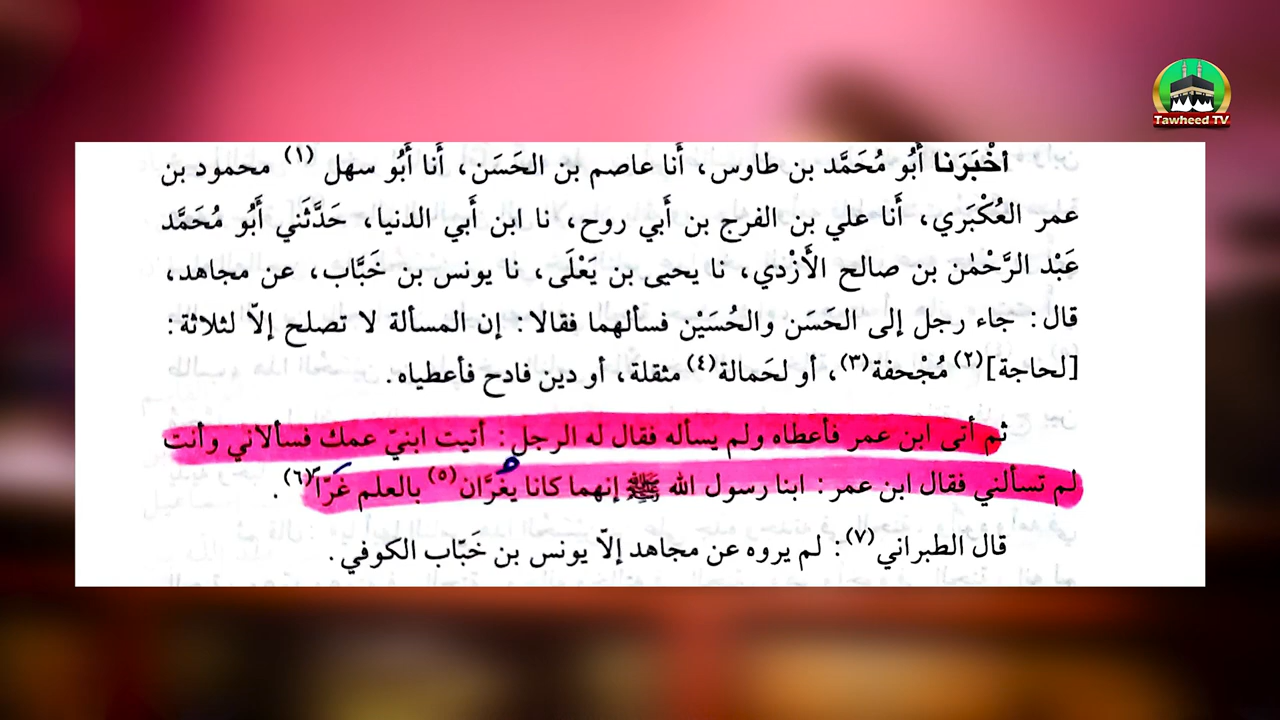 أَخْبَرَنا أَبُو مُحَمَّد بن طاوس، أَنا عاصم بن الحَسَن، أَنا أَبُو سهل (١) محمود بن
عمر العُكْبَري، أَنا علي بن الفرج بن أَبي روح، نا ابن أَبي الدنيا، حَدَّثَني أَبُو مُحَمَّد
عَبْد الرَّحْمٰن بن صالح الأَزْدي، نا يحيى بن يَعْلَى، نا يونس بن خَبَّاب، عن مجاهد،
قال: جاء رجل إلى الحَسَن والحُسَيْن فسألهما فقالا: إن المسألة لا تصلح إلاّ لثلاثة:
[لحاجة](٢) مُجْحفة(٣)، أو لحَمالة(٤) مثقلة، أو دين فادح فأعطياه.
ثم أتى ابن عمر فأعطاه ولم يسأله فقال له الرجل: أتيت ابنيّ عمك فسألاني وأنت
لم تسألني فقال ابن عمر: ابنا رسول الله ﷺ إنهما كانا يغُرَّان(٥) بالعلم غَرّاً(٦).
قال الطبراني(٧): لم يروه عن مجاهد إلاّ يونس بن خَبّاب الكوفي.
Tawheed TV